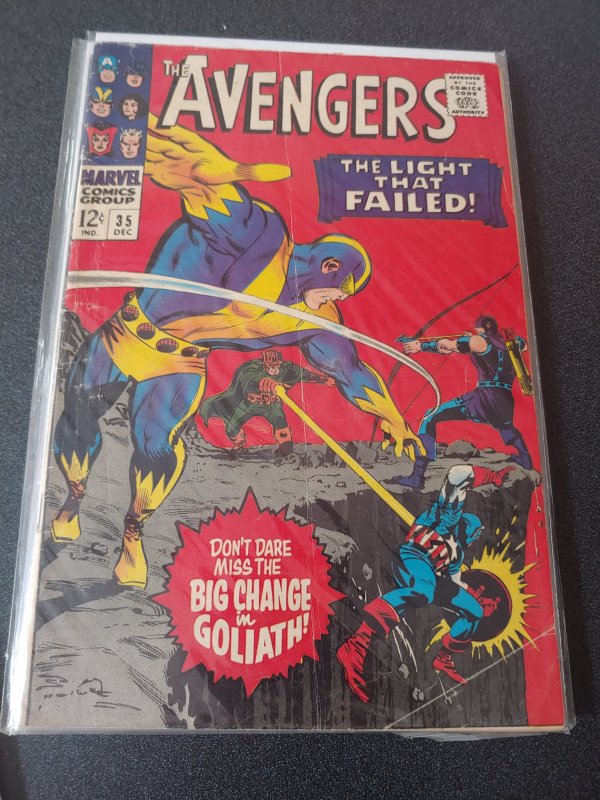 THE AVENGERS
APPROVED
BY THE
COMICS
CODE
AUTHORITY
MARVEL
COMICS
GROUP
12¢
IND.
35
DEC
THE LIGHT
THAT
FAILED!
DON'T DARE
MISS THE
BIG CHANGE
in
GOLIATH!